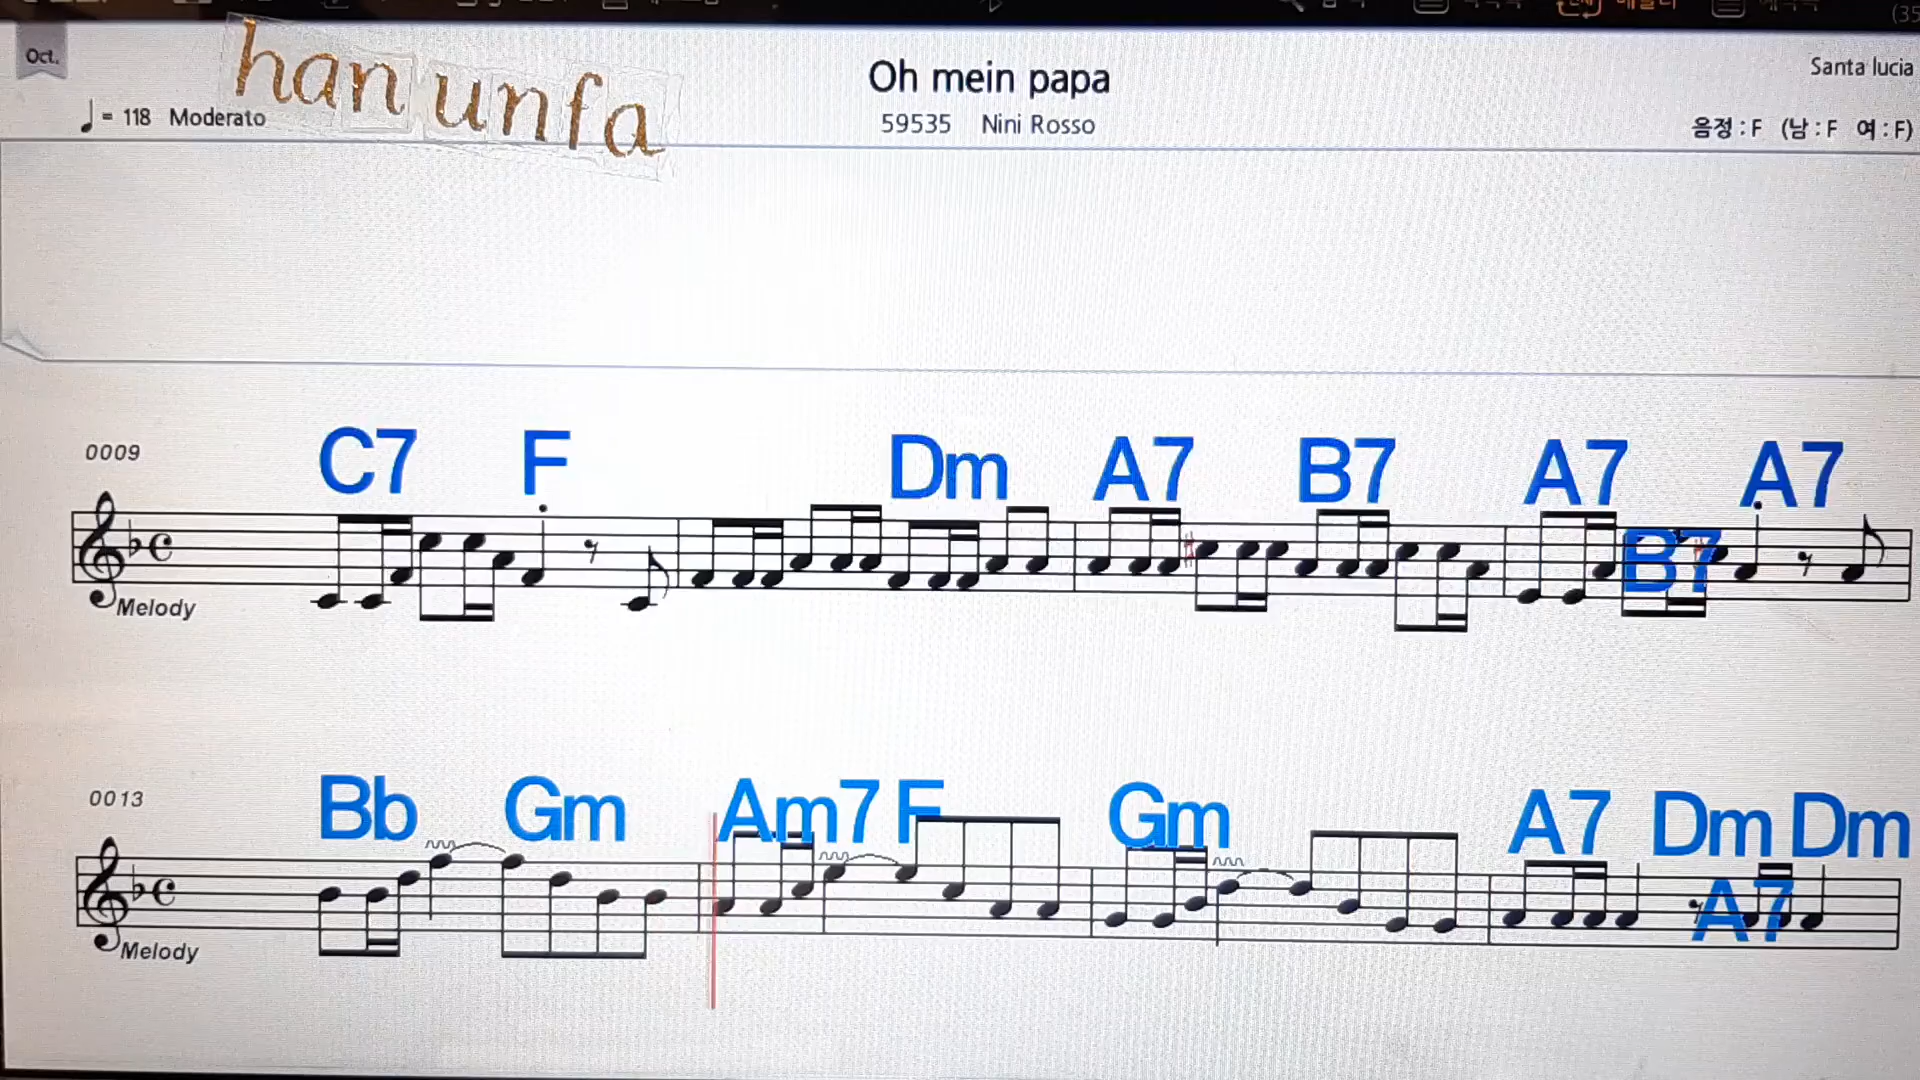 Oct.
han unfa
Oh mein papa
Santa lucia
= 118 Moderato
59535 Nini Rosso
음정 : F (남 : F 여 : F)
0009
C7 F Dm A7 B7 A7 B7 A7
Melody
0013
Bb Gm Am7 F Gm A7 Dm Dm
A7
Melody